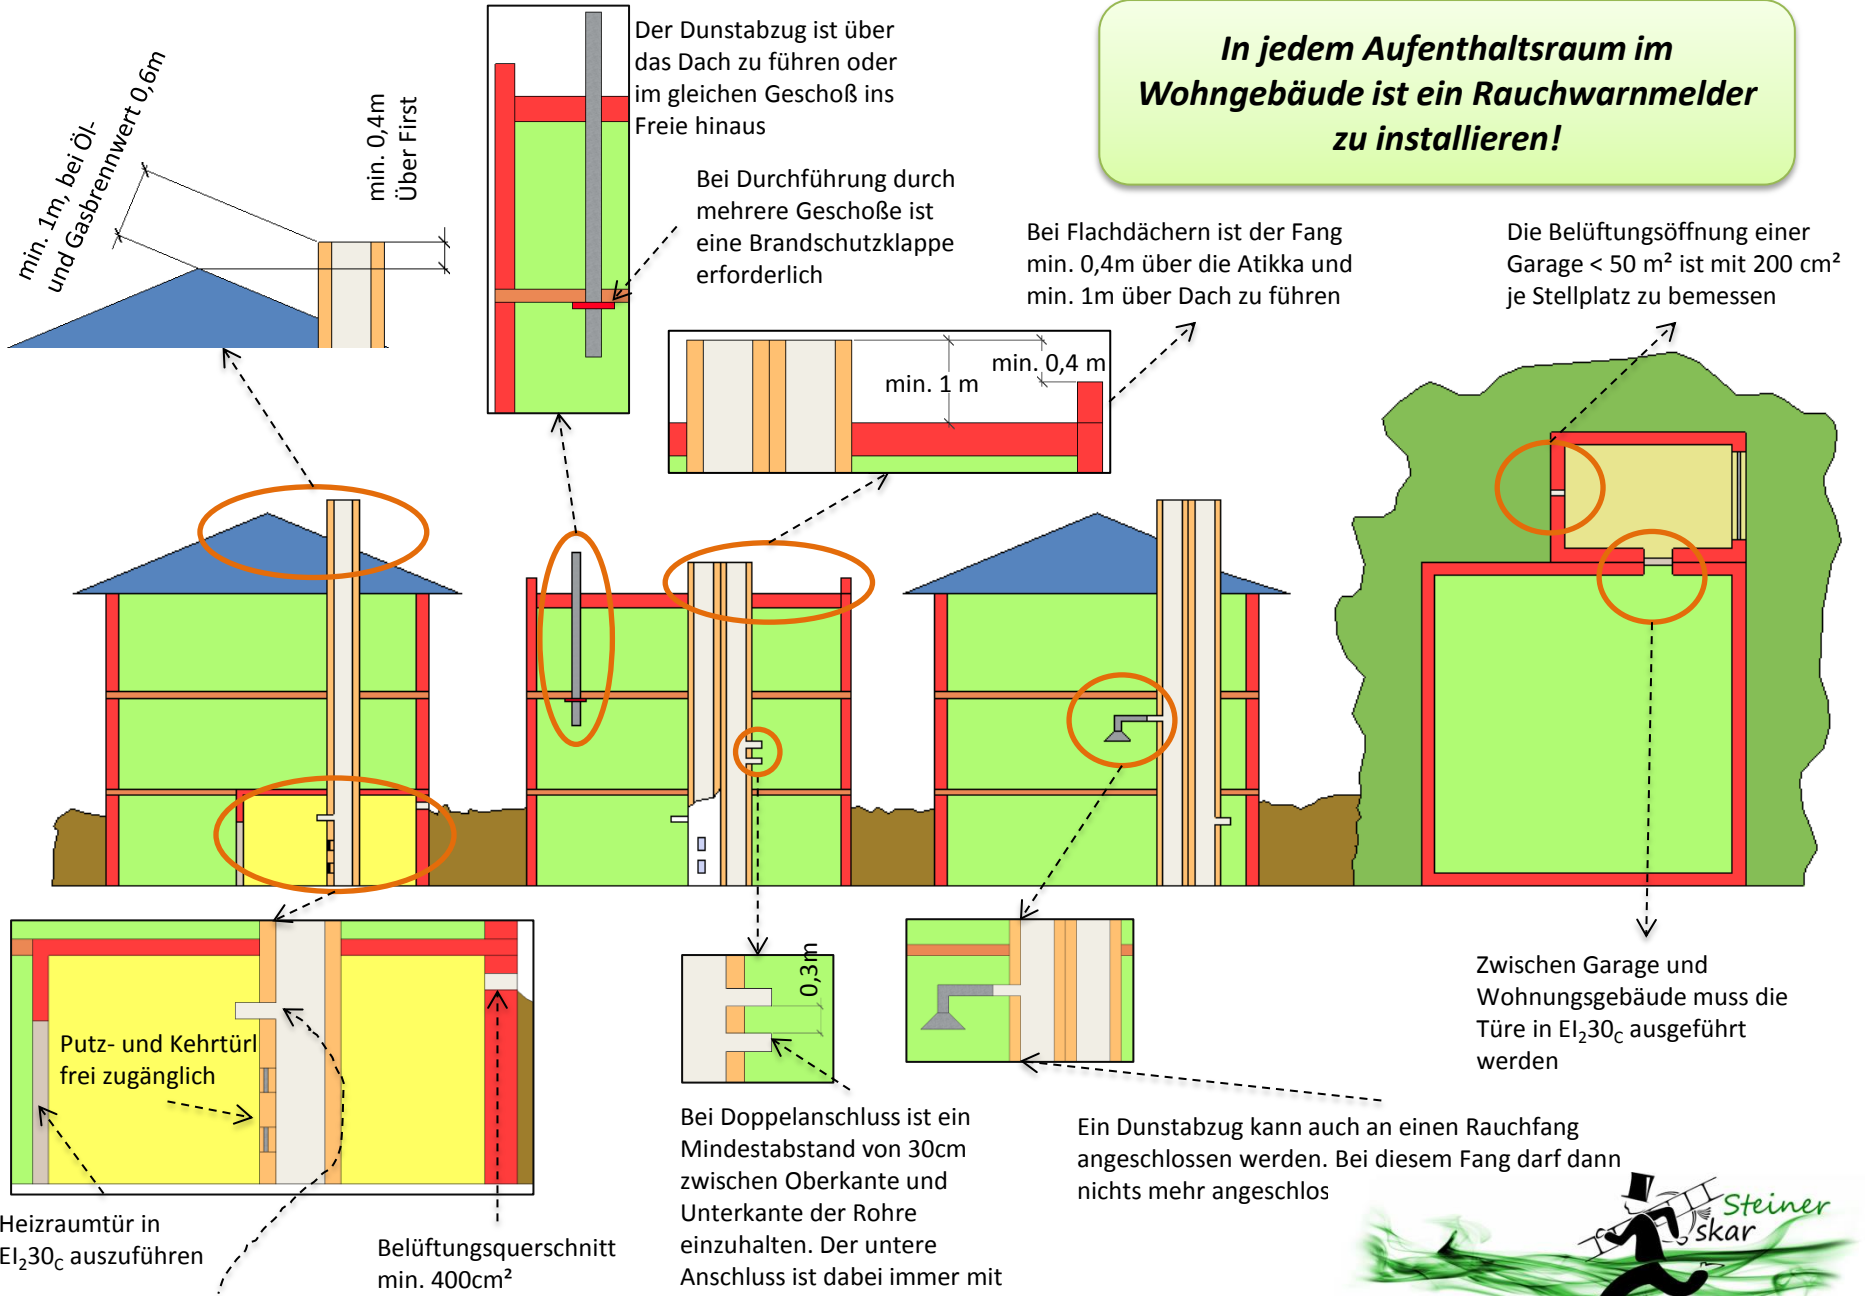 In jedem Aufenthaltsraum im
Wohngebäude ist ein Rauchwarnmelder
zu installieren!
min. 1m, bei Öl-
und Gasbrennwert 0,6m
min. 0,4m
Über First
Der Dunstabzug ist über
das Dach zu führen oder
im gleichen Geschoß ins
Freie hinaus
Bei Durchführung durch
mehrere Geschoße ist
eine Brandschutzklappe
erforderlich
Bei Flachdächern ist der Fang
min. 0,4m über die Atikka und
min. 1m über Dach zu führen
min. 1 m
min. 0,4 m
Die Belüftungsöffnung einer
Garage < 50 m² ist mit 200 cm²
je Stellplatz zu bemessen
Putz- und Kehrtürl
frei zugänglich
Heizraumtür in
EI₂30c auszuführen
Belüftungsquerschnitt
min. 400cm²
0,3m
Bei Doppelanschluss ist ein
Mindestabstand von 30cm
zwischen Oberkante und
Unterkante der Rohre
einzuhalten. Der untere
Anschluss ist dabei immer mit
Ein Dunstabzug kann auch an einen Rauchfang
angeschlossen werden. Bei diesem Fang darf dann
nichts mehr angeschlos
Zwischen Garage und
Wohnungsgebäude muss die
Türe in EI₂30c ausgeführt
werden
Steiner
skar